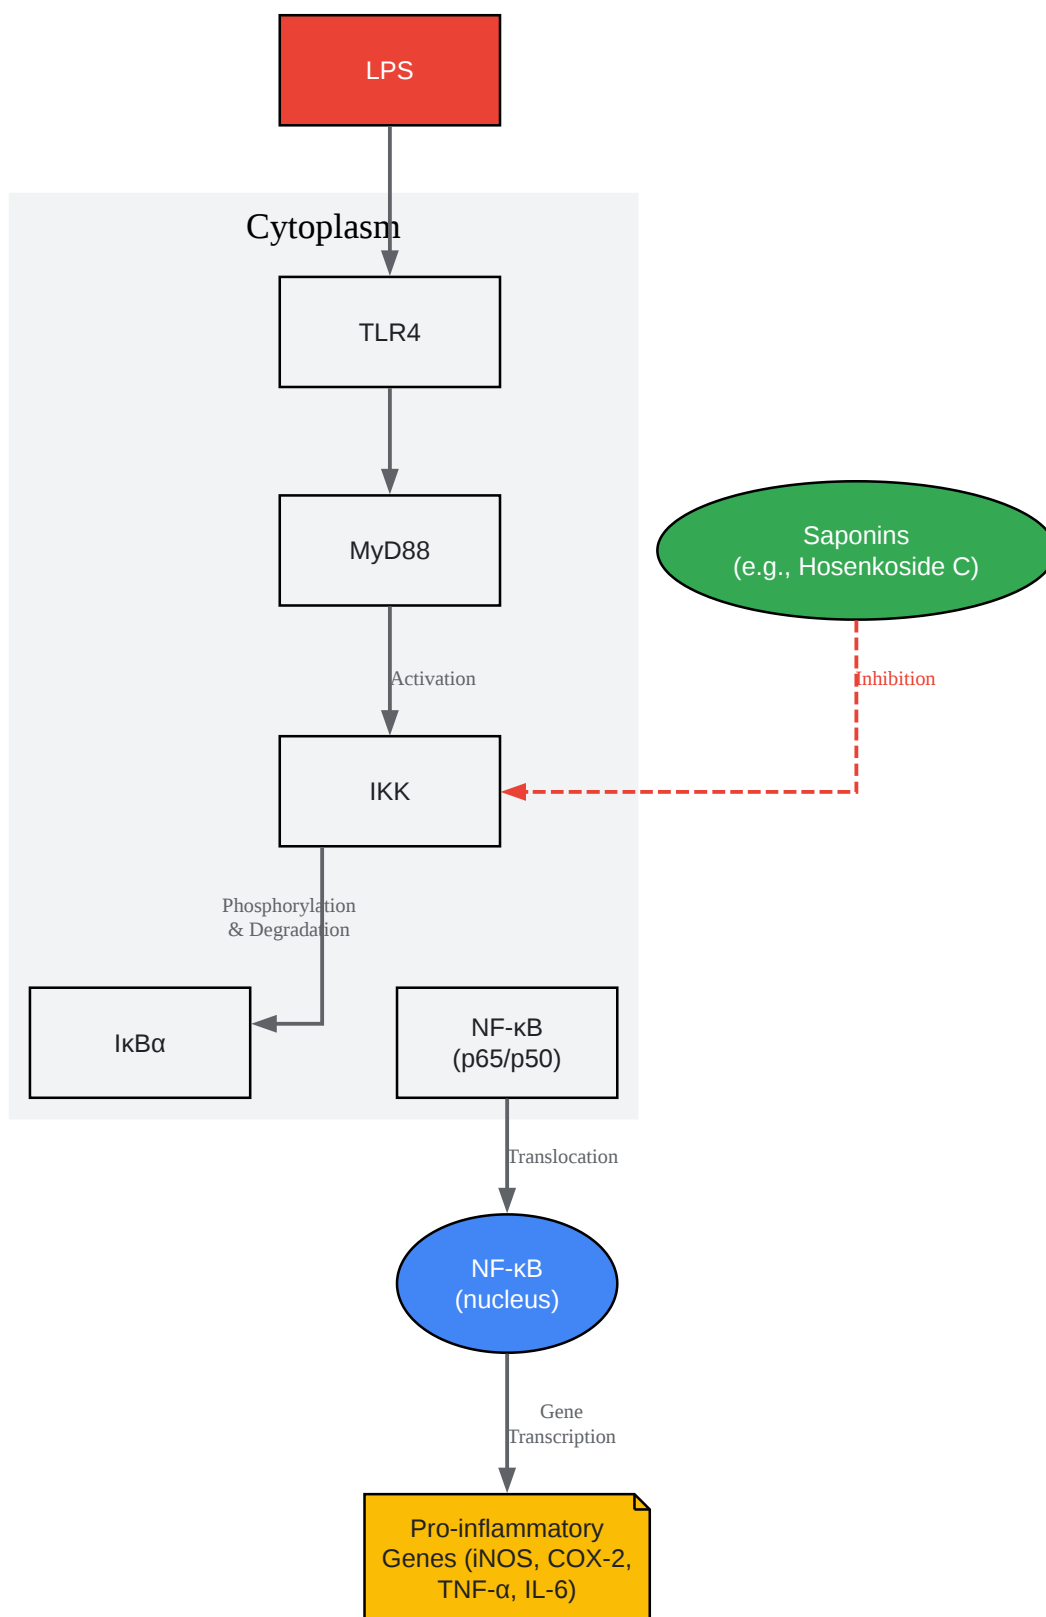 LPS
Cytoplasm
TLR4
MyD88
Saponins
(e.g., Hosenkoside C)
Activation
Inhibition
IKK
Phosphorylation
& Degradation
IκBα
NF-κB
(p65/p50)
Translocation
NF-κB
(nucleus)
Gene
Transcription
Pro-inflammatory
Genes (iNOS, COX-2,
TNF-α, IL-6)